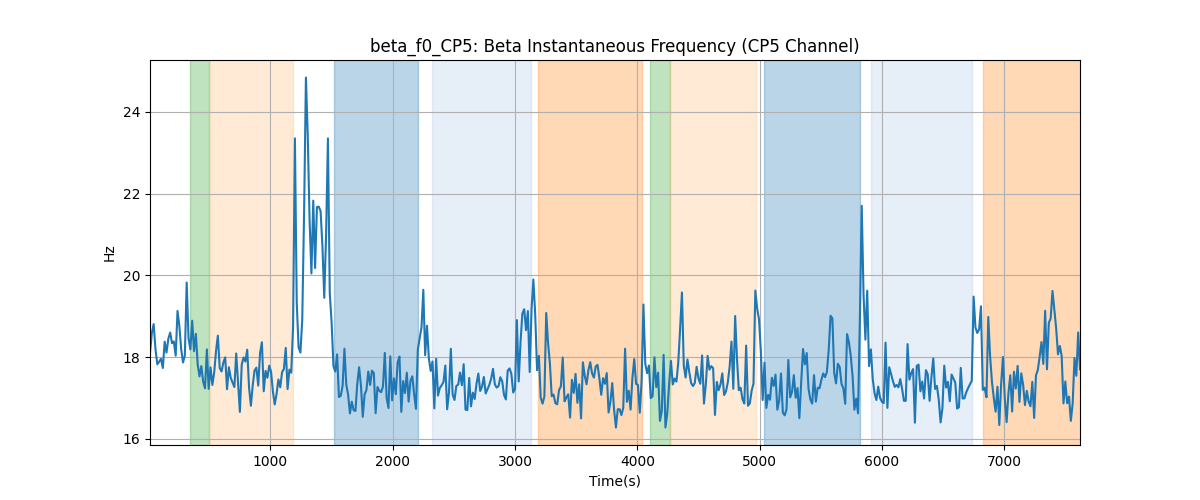 beta_f0_CP5: Beta Instantaneous Frequency (CP5 Channel)
24
22
20
18
16
Hz
1000 2000 3000 4000 5000 6000 7000
Time(s)